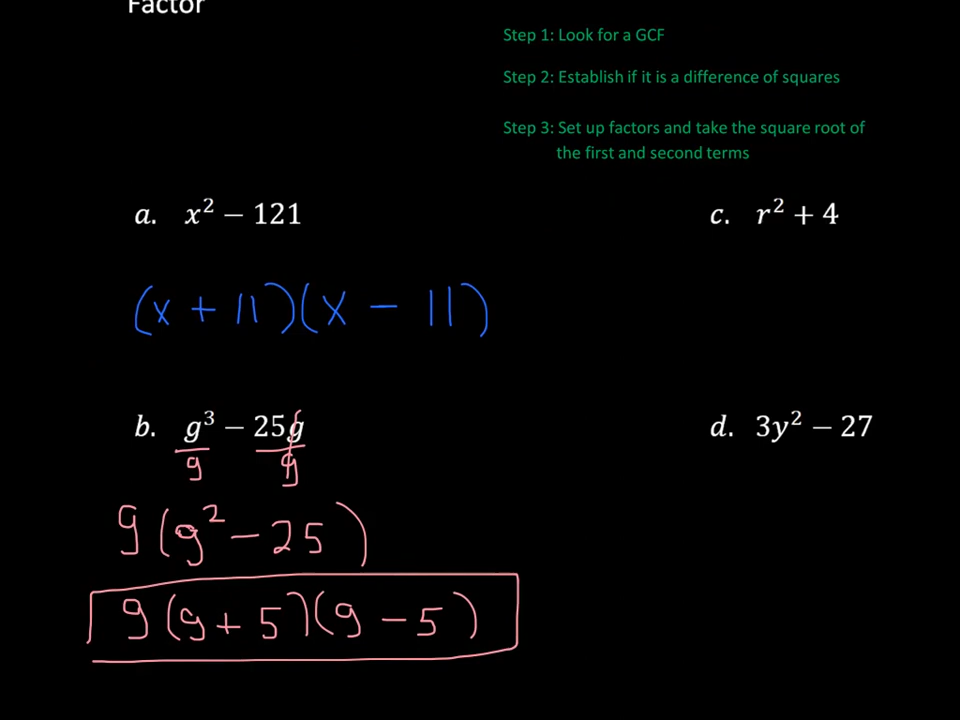 Factor
Step 1: Look for a GCF
Step 2: Establish if it is a difference of squares
Step 3: Set up factors and take the square root of
the first and second terms
a. x² − 121
(x + 11)(x − 11)
b. g³ − 25g
g g
g(g² − 25)
g(g + 5)(g − 5)
c. r² + 4
d. 3y² − 27